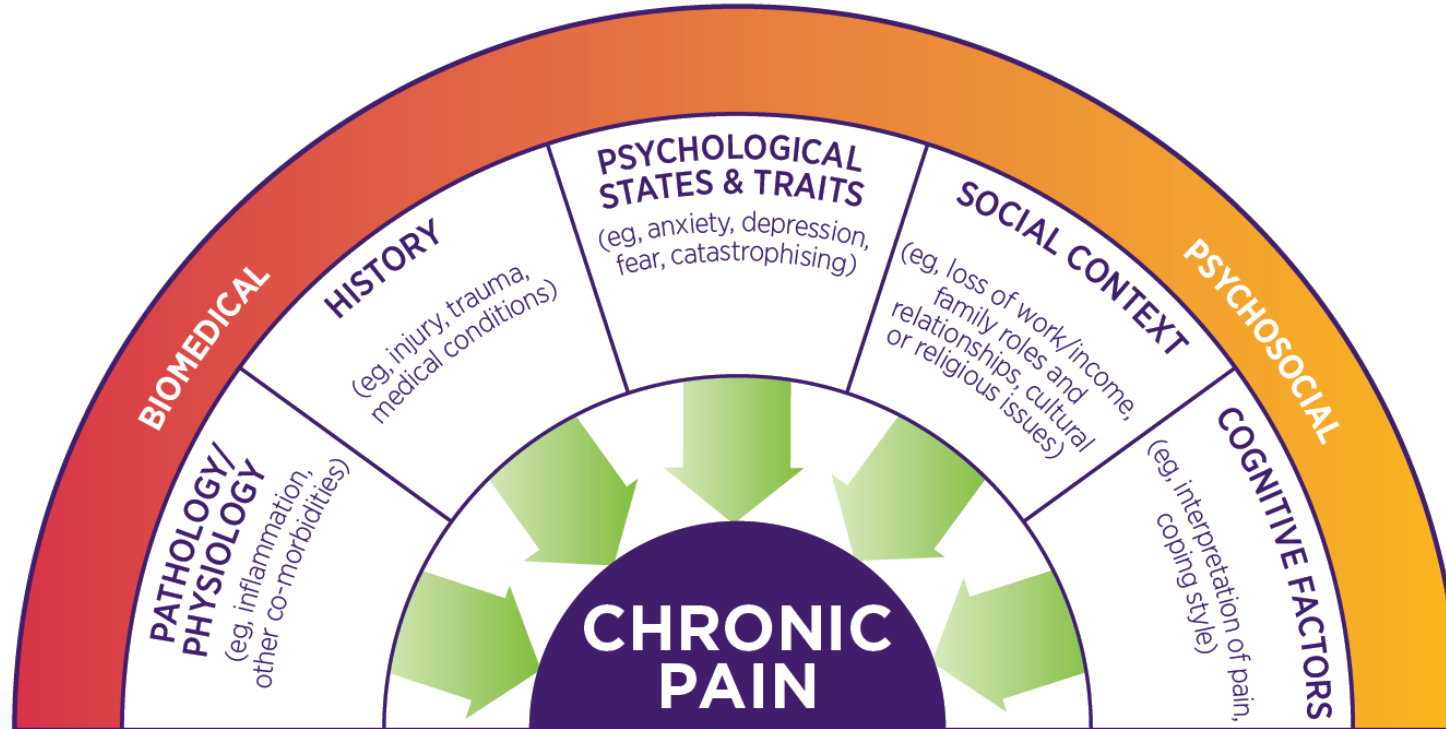 BIOMEDICAL
PSYCHOSOCIAL
PATHOLOGY/
PHYSIOLOGY
(eg, inflammation,
other co-morbidities)
HISTORY
(eg, injury, trauma,
medical conditions)
PSYCHOLOGICAL
STATES & TRAITS
(eg, anxiety, depression,
fear, catastrophising)
SOCIAL CONTEXT
(eg, loss of work/income,
family roles and
relationships, cultural
or religious issues)
COGNITIVE FACTORS
(eg, interpretation of pain,
coping style)
CHRONIC
PAIN